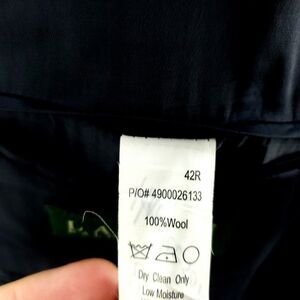 42R
P/O# 4900026133
100%Wool
Dry Clean Only
Low Moisture